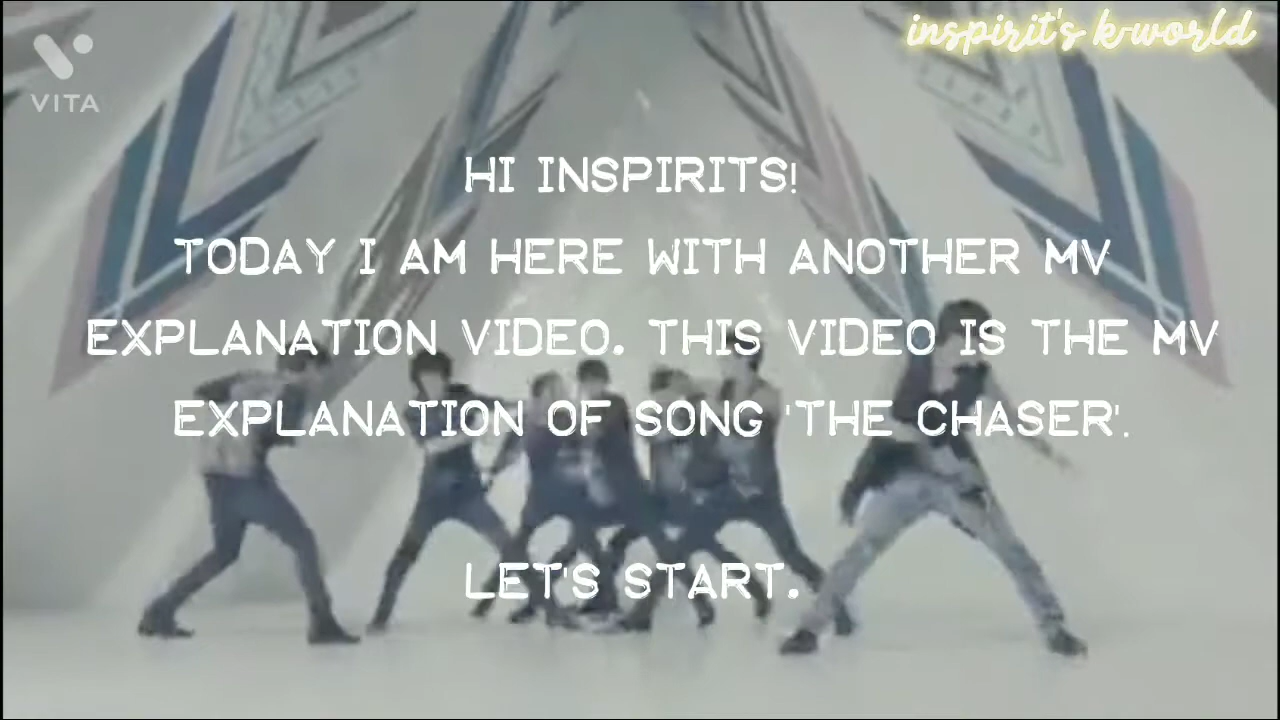 inspirit's k-world
VITA
HI INSPIRITS!
TODAY I AM HERE WITH ANOTHER MV
EXPLANATION VIDEO. THIS VIDEO IS THE MV
EXPLANATION OF SONG 'THE CHASER'.
LET'S START.